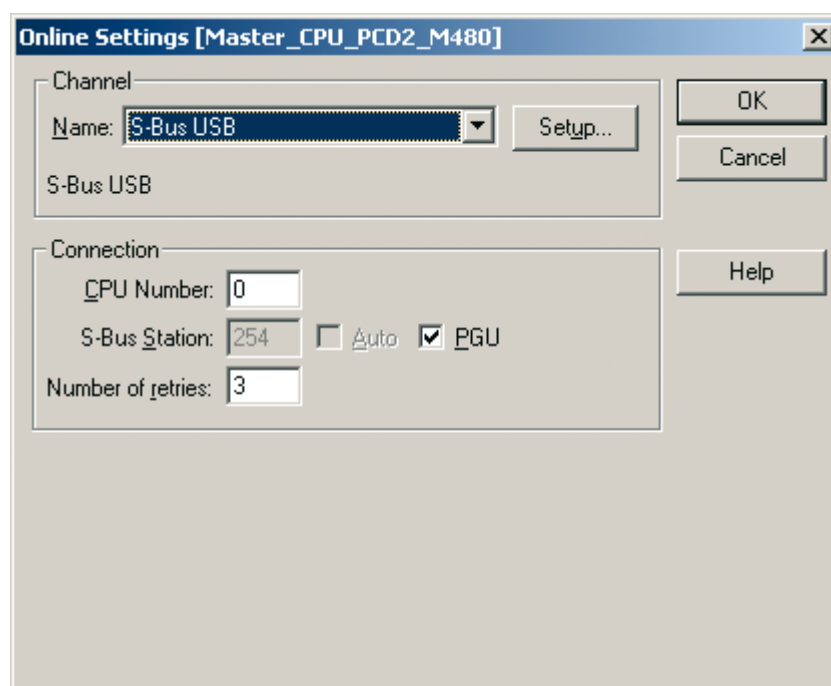 Online Settings [Master_CPU_PCD2_M480]
Channel
Name: S-Bus USB Setup...
S-Bus USB
OK
Cancel
Connection
CPU Number: 0
S-Bus Station: 254 Auto PGU
Number of retries: 3
Help